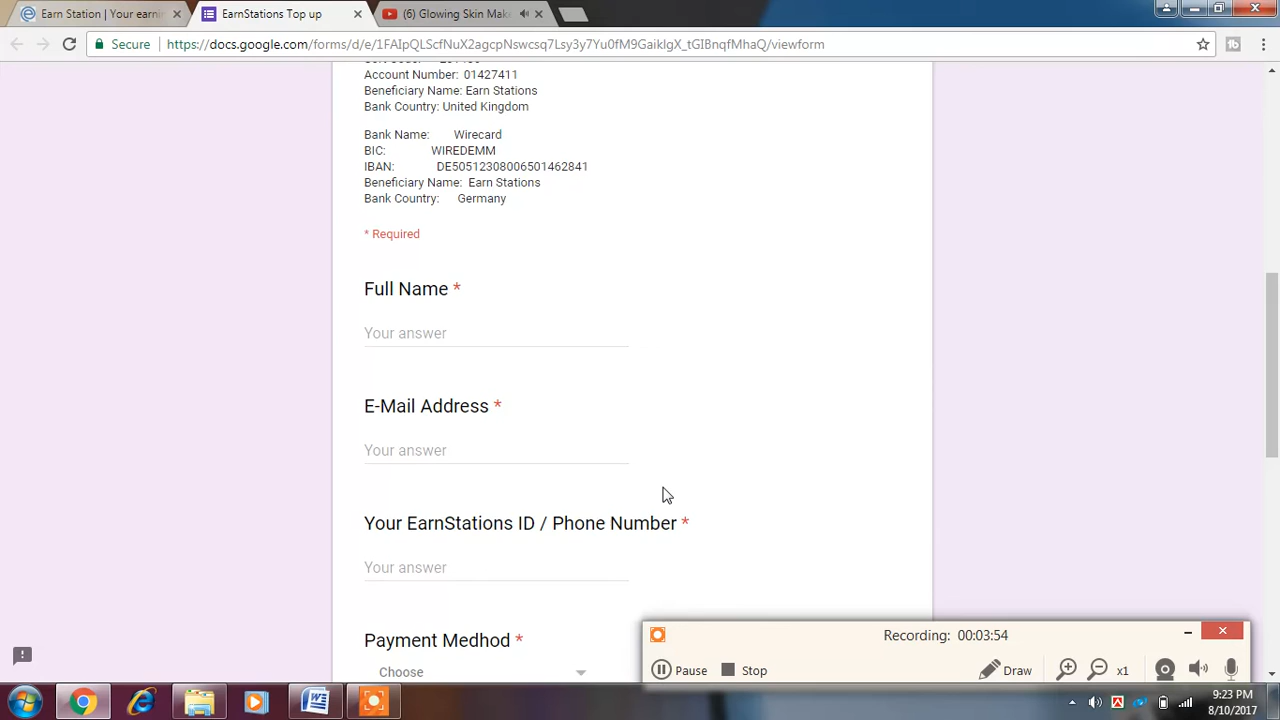 Earn Station | Your earni
EarnStations Top up
(6) Glowing Skin Mak
Secure
https://docs.google.com/forms/d/e/1FAIpQLScfNuX2agcpNswcsq7Lsy3y7Yu0fM9GaiklgX_tGIBnqfMhaQ/viewform
Account Number: 01427411
Beneficiary Name: Earn Stations
Bank Country: United Kingdom
Bank Name: Wirecard
BIC: WIREDEMM
IBAN: DE50512308006501462841
Beneficiary Name: Earn Stations
Bank Country: Germany
* Required
Full Name *
Your answer
E-Mail Address *
Your answer
Your EarnStations ID / Phone Number *
Your answer
Payment Medhod *
Choose
Recording: 00:03:54
Pause
Stop
Draw
x1
9:23 PM
8/10/2017